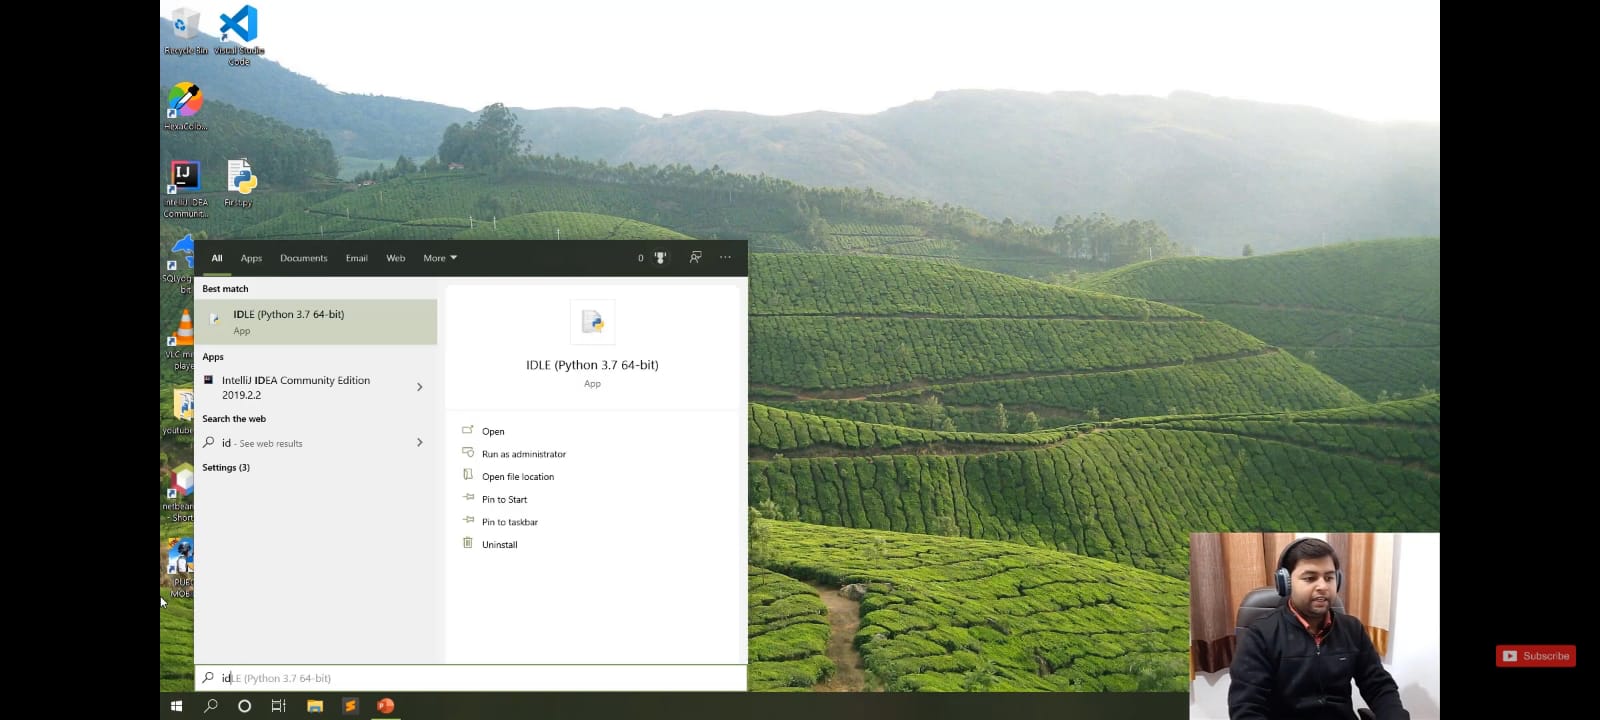 Recycle Bin
Visual Studio
Code
HexaColo...
IJ
IntelliJ IDEA
Communit...
First.py
SQLyog
bit
VLC me
playe
youtube
netbean
- Short
PUBG
MOB
All Apps Documents Email Web More 0 ...
Best match
IDLE (Python 3.7 64-bit)
App
Apps
IntelliJ IDEA Community Edition
2019.2.2
Search the web
id - See web results
Settings (3)
IDLE (Python 3.7 64-bit)
App
Open
Run as administrator
Open file location
Pin to Start
Pin to taskbar
Uninstall
idLE (Python 3.7 64-bit)
Subscribe